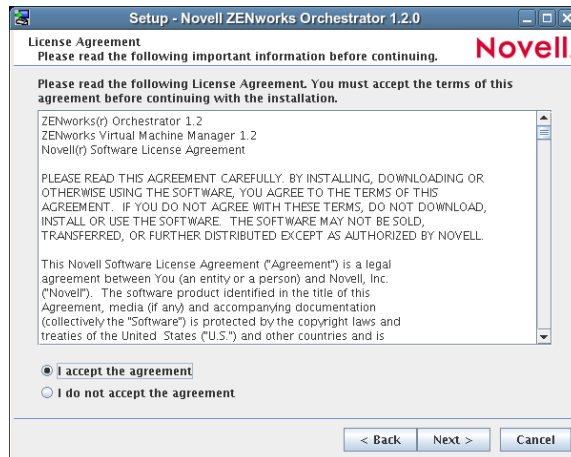 Setup - Novell ZENworks Orchestrator 1.2.0
License Agreement
Please read the following important information before continuing.
Novell.
Please read the following License Agreement. You must accept the terms of this
agreement before continuing with the installation.
ZENworks(r) Orchestrator 1.2
ZENworks Virtual Machine Manager 1.2
Novell(r) Software License Agreement
PLEASE READ THIS AGREEMENT CAREFULLY. BY INSTALLING, DOWNLOADING OR
OTHERWISE USING THE SOFTWARE, YOU AGREE TO THE TERMS OF THIS
AGREEMENT. IF YOU DO NOT AGREE WITH THESE TERMS, DO NOT DOWNLOAD,
INSTALL OR USE THE SOFTWARE. THE SOFTWARE MAY NOT BE SOLD,
TRANSFERRED, OR FURTHER DISTRIBUTED EXCEPT AS AUTHORIZED BY NOVELL.
This Novell Software License Agreement ("Agreement") is a legal
agreement between You (an entity or a person) and Novell, Inc.
("Novell"). The software product identified in the title of this
Agreement, media (if any) and accompanying documentation
(collectively the "Software") is protected by the copyright laws and
treaties of the United States ("U.S.") and other countries and is
I accept the agreement
I do not accept the agreement
< Back Next > Cancel